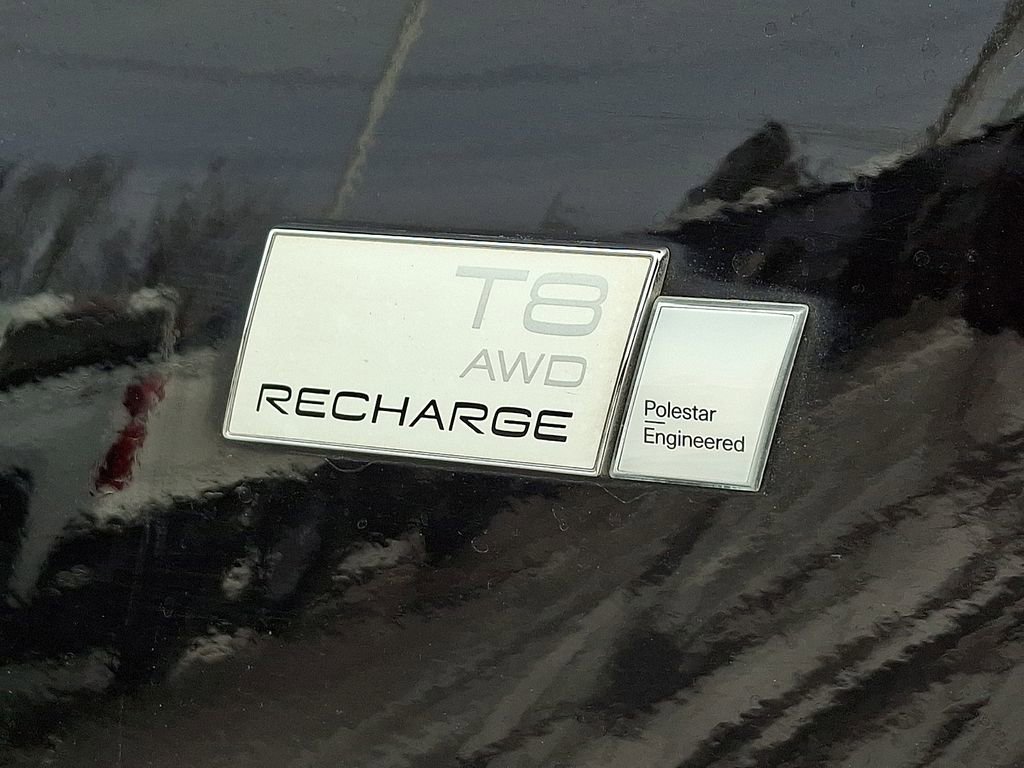 T8
AWD
RECHARGE
Polestar
Engineered